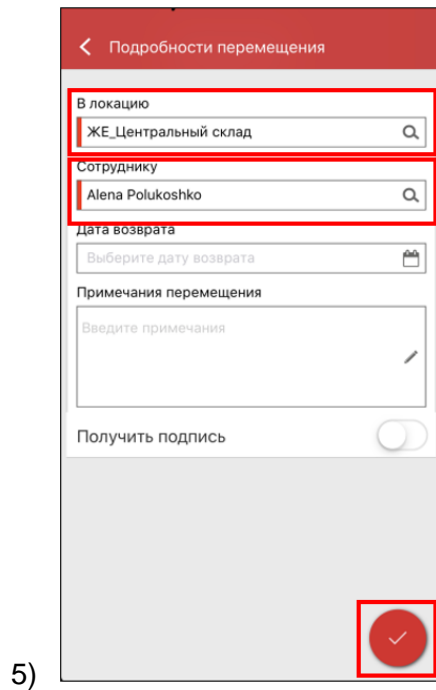 Подробности перемещения
В локацию
ЖЕ_Центральный склад
Сотруднику
Alena Polukoshko
Дата возврата
Выберите дату возврата
Примечания перемещения
Введите примечания
Получить подпись
5)